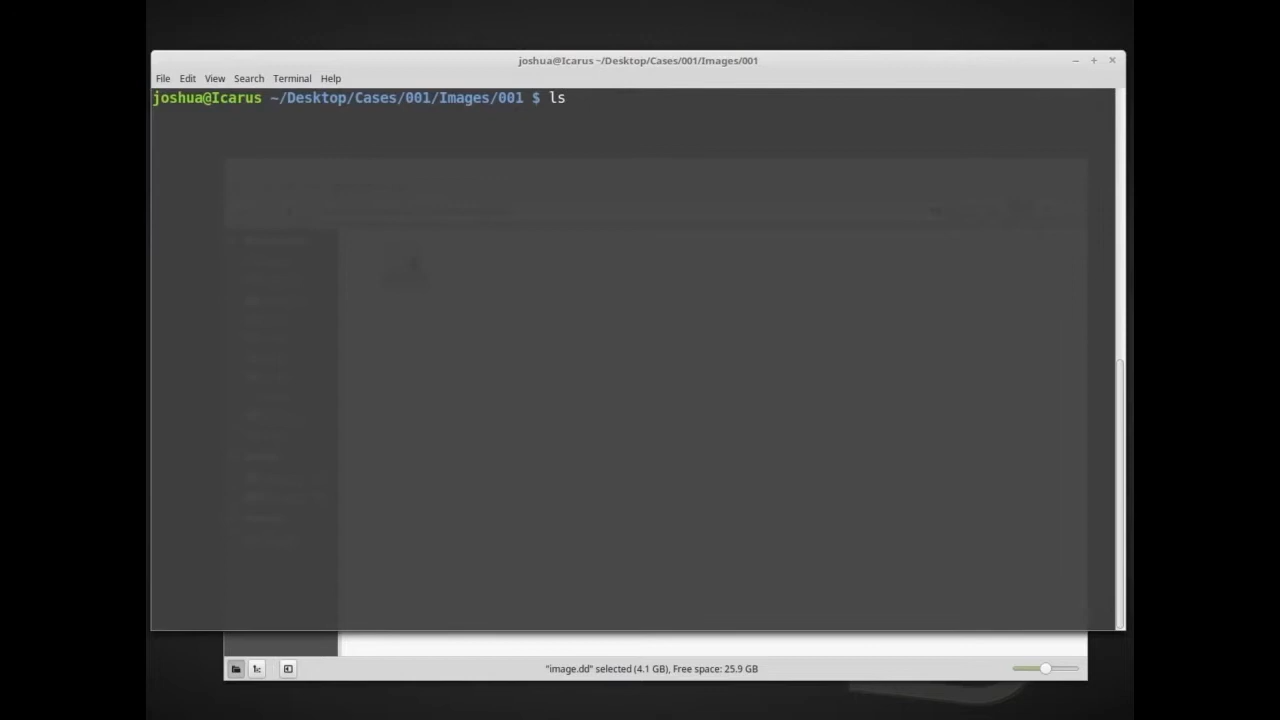 joshua@Icarus ~/Desktop/Cases/001/Images/001
File Edit View Search Terminal Help
joshua@Icarus ~/Desktop/Cases/001/Images/001 $ ls
"image.dd" selected (4.1 GB), Free space: 25.9 GB